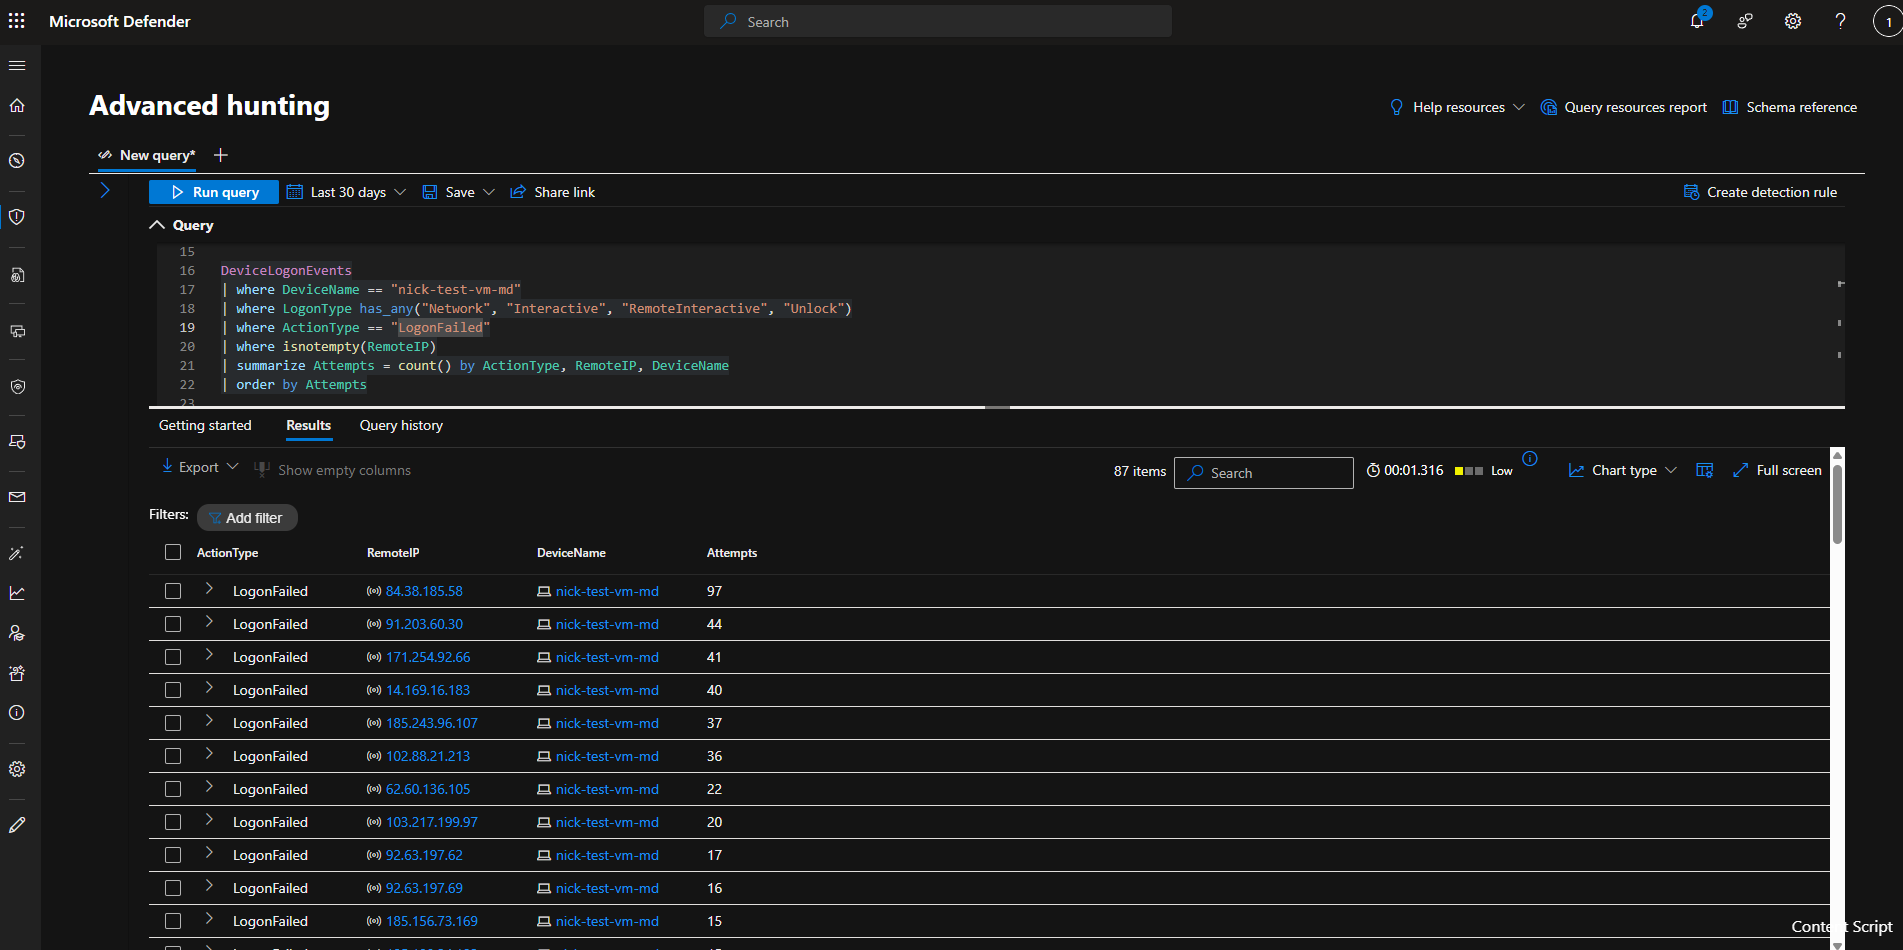 Microsoft Defender
Search
2
1
Advanced hunting
Help resources
Query resources report
Schema reference
New query*
Run query
Last 30 days
Save
Share link
Create detection rule
Query
15
16 DeviceLogonEvents
17 | where DeviceName == "nick-test-vm-md"
18 | where LogonType has_any("Network", "Interactive", "RemoteInteractive", "Unlock")
19 | where ActionType == "LogonFailed"
20 | where isnotempty(RemoteIP)
21 | summarize Attempts = count() by ActionType, RemoteIP, DeviceName
22 | order by Attempts
23
Getting started Results Query history
Export Show empty columns
87 items Search 00:01.316 Low Chart type Full screen
Filters: Add filter
ActionType RemoteIP DeviceName Attempts
LogonFailed 84.38.185.58 nick-test-vm-md 97
LogonFailed 91.203.60.30 nick-test-vm-md 44
LogonFailed 171.254.92.66 nick-test-vm-md 41
LogonFailed 14.169.16.183 nick-test-vm-md 40
LogonFailed 185.243.96.107 nick-test-vm-md 37
LogonFailed 102.88.21.213 nick-test-vm-md 36
LogonFailed 62.60.136.105 nick-test-vm-md 22
LogonFailed 103.217.199.97 nick-test-vm-md 20
LogonFailed 92.63.197.62 nick-test-vm-md 17
LogonFailed 92.63.197.69 nick-test-vm-md 16
LogonFailed 185.156.73.169 nick-test-vm-md 15
Script